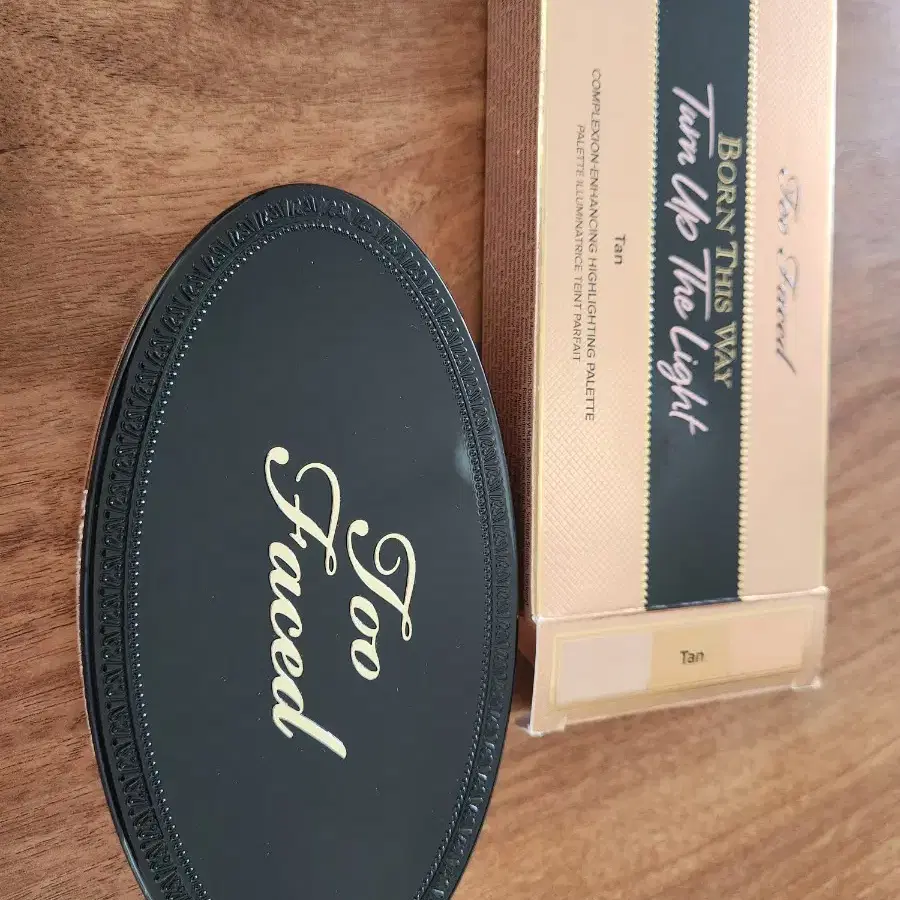 Too Faced
BORN THIS WAY
Turn Up The Light
Tan
COMPLEXION-ENHANCING HIGHLIGHTING PALETTE
PALETTE ILLUMINATRICE TEINT PARFAIT
Tan
Too
Faced